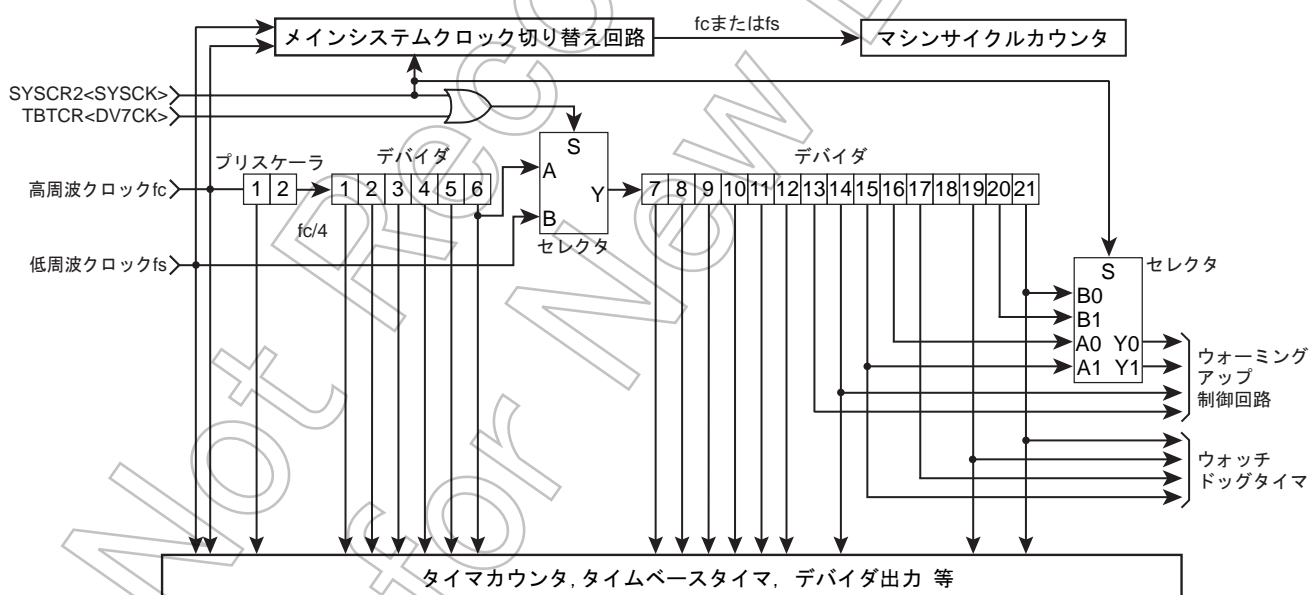 fcまたはfs
メインシステムクロック切り替え回路
マシンサイクルカウンタ
SYSCR2<SYSCK>
TBTCR<DV7CK>
プリスケーラ
デバイダ
S
デバイダ
高周波クロックfc
1 2
1 2 3 4 5 6
A
Y
B
7 8 9 10 11 12 13 14 15 16 17 18 19 20 21
fc/4
セレクタ
低周波クロックfs
S
セレクタ
B0
B1
A0 Y0
A1 Y1
ウォーミング
アップ
制御回路
ウォッチ
ドッグタイマ
タイマカウンタ, タイムベースタイマ, デバイダ出力 等
Not Reco
for New